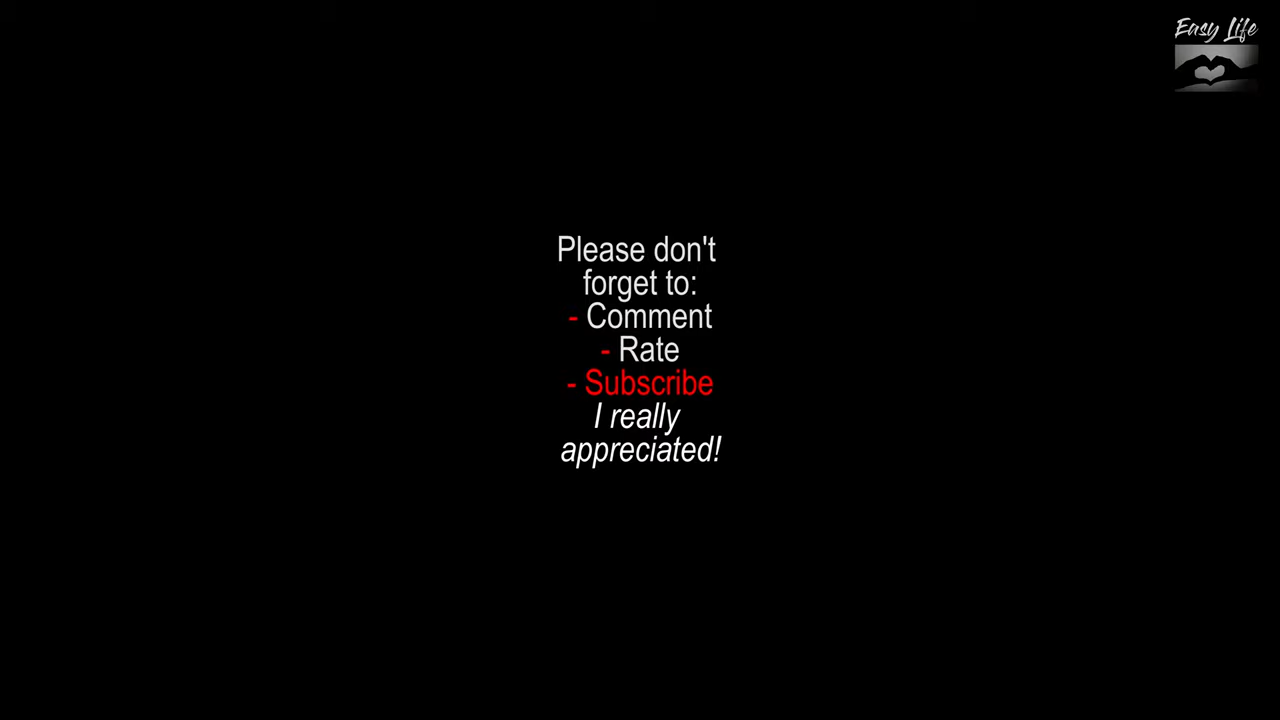 Easy Life
Please don't
forget to:
- Comment
- Rate
- Subscribe
I really
appreciated!